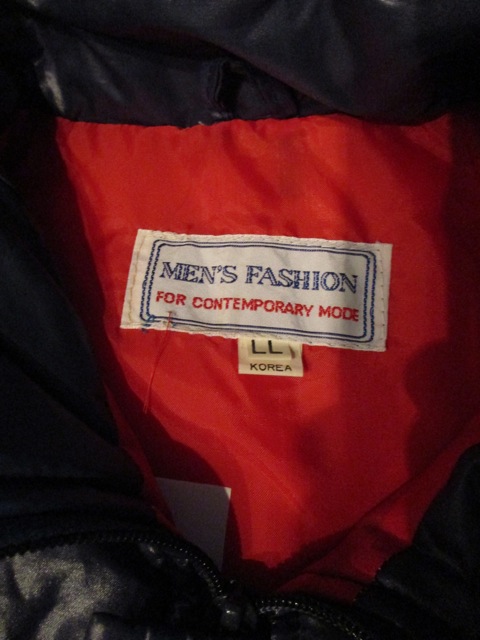 MEN'S FASHION
FOR CONTEMPORARY MODE
LL
KOREA